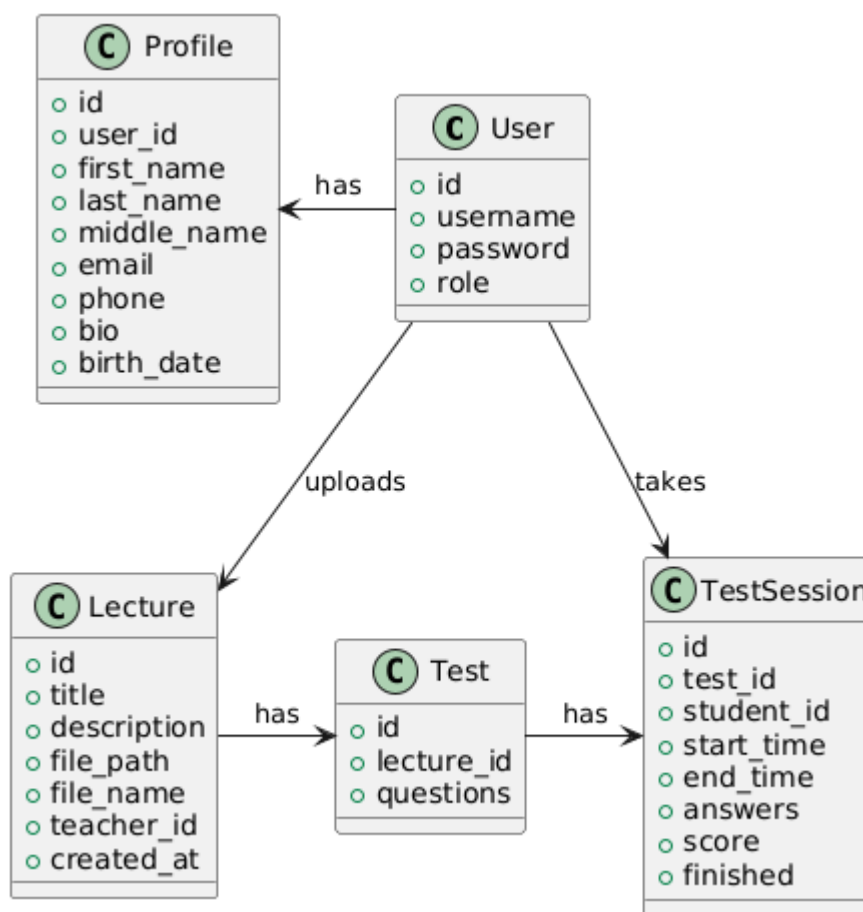 C Profile
id
user_id
first_name
last_name
middle_name
email
phone
bio
birth_date
has
C User
id
username
password
role
uploads
takes
C Lecture
id
title
description
file_path
file_name
teacher_id
created_at
has
C Test
id
lecture_id
questions
has
C TestSession
id
test_id
student_id
start_time
end_time
answers
score
finished